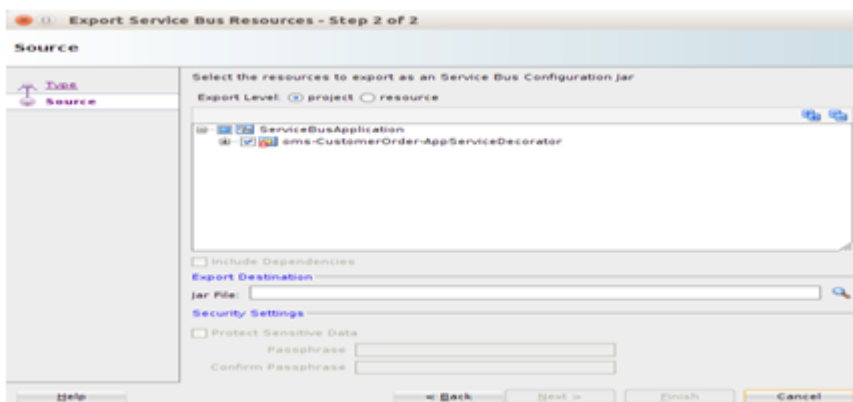 Export Service Bus Resources - Step 2 of 2
Source
Type
Source
Select the resources to export as an Service Bus Configuration Jar
Export Level: project resource
ServiceBusApplication
oms-CustomerOrder-AppServiceDecorator
Include Dependencies
Export Destination
Jar File:
Security Settings
Protect Sensitive Data
Passphrase
Confirm Passphrase
Help < Back Next > Finish Cancel